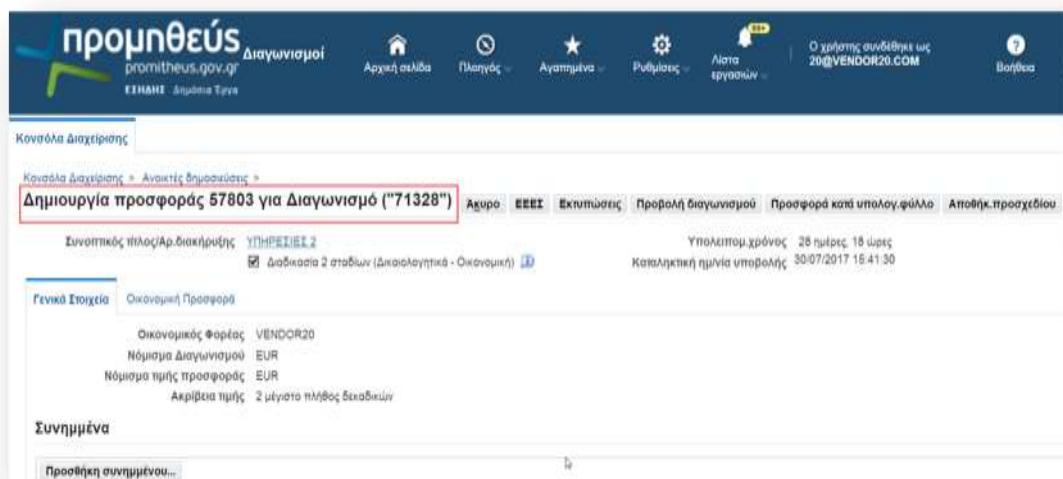 προμηθεύς
promitheus.gov.gr
ΕΣΗΔΗΣ Δημόσια Έργα
Διαγωνισμοί
Αρχική σελίδα
Πλοηγός
Αγαπημένα
Ρυθμίσεις
Λίστα εργασιών
99+
Ο χρήστης συνδέθηκε ως
20@VENDOR20.COM
Βοήθεια
Κονσόλα Διαχείρισης
Κονσόλα Διαχείρισης > Ανοικτές δημοσιεύσεις >
Δημιουργία προσφοράς 57803 για Διαγωνισμό ("71328") Άκυρο ΕΕΕΣ Εκτυπώσεις Προβολή διαγωνισμού Προσφορά κατά υπολογ.φύλλο Αποθήκ.προσχεδίου
Συνοπτικός τίτλος/Αρ.διακήρυξης ΥΠΗΡΕΣΙΕΣ 2
Υπολειπομ.χρόνος 28 ημέρες, 18 ώρες
Διαδικασία 2 σταδίων (Δικαιολογητικά - Οικονομική)
Καταληκτική ημ/νία υποβολής 30/07/2017 15:41:30
Γενικά Στοιχεία Οικονομική Προσφορά
Οικονομικός Φορέας VENDOR20
Νόμισμα Διαγωνισμού EUR
Νόμισμα τιμής προσφοράς EUR
Ακρίβεια τιμής 2 μέγιστο πλήθος δεκαδικών
Συνημμένα
Προσθήκη συνημμένου...